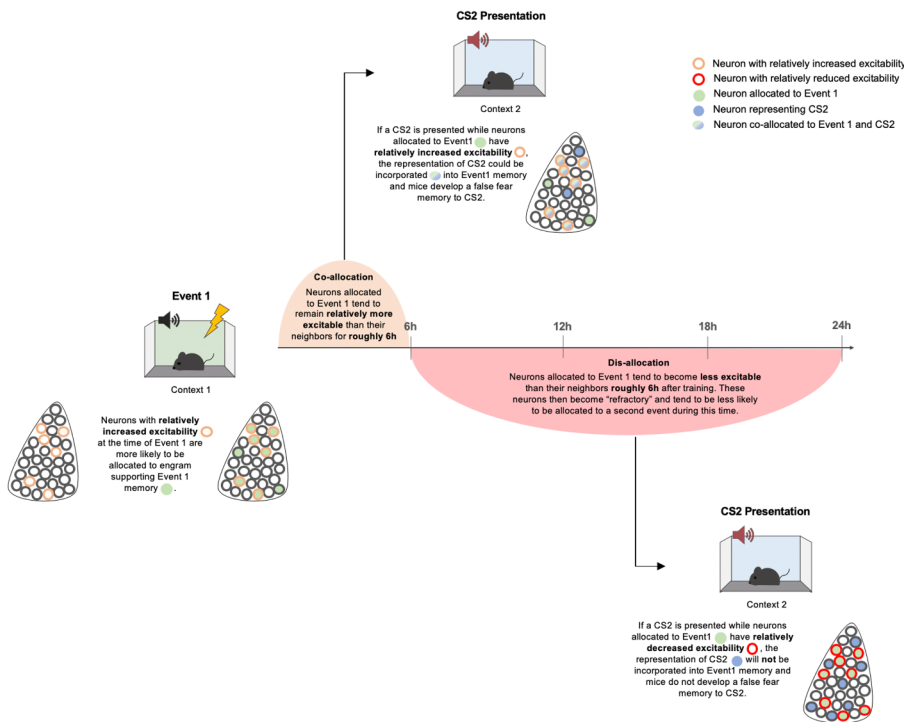 CS2 Presentation
Context 2
If a CS2 is presented while neurons
allocated to Event1 have
relatively increased excitability ,
the representation of CS2 could be
incorporated into Event1 memory
and mice develop a false fear
memory to CS2.
Neuron with relatively increased excitability
Neuron with relatively reduced excitability
Neuron allocated to Event 1
Neuron representing CS2
Neuron co-allocated to Event 1 and CS2
Event 1
Context 1
Neurons with relatively
increased excitability
at the time of Event 1 are
more likely to be
allocated to engram
supporting Event 1
memory .
Co-allocation
Neurons allocated
to Event 1 tend to
remain relatively more
excitable than their
neighbors for roughly 6h
6h
12h
18h
24h
Dis-allocation
Neurons allocated to Event 1 tend to become less excitable
than their neighbors roughly 6h after training. These
neurons then become “refractory” and tend to be less likely
to be allocated to a second event during this time.
CS2 Presentation
Context 2
If a CS2 is presented while neurons
allocated to Event1 have relatively
decreased excitability , the
representation of CS2 will not be
incorporated into Event1 memory and
mice do not develop a false fear
memory to CS2.